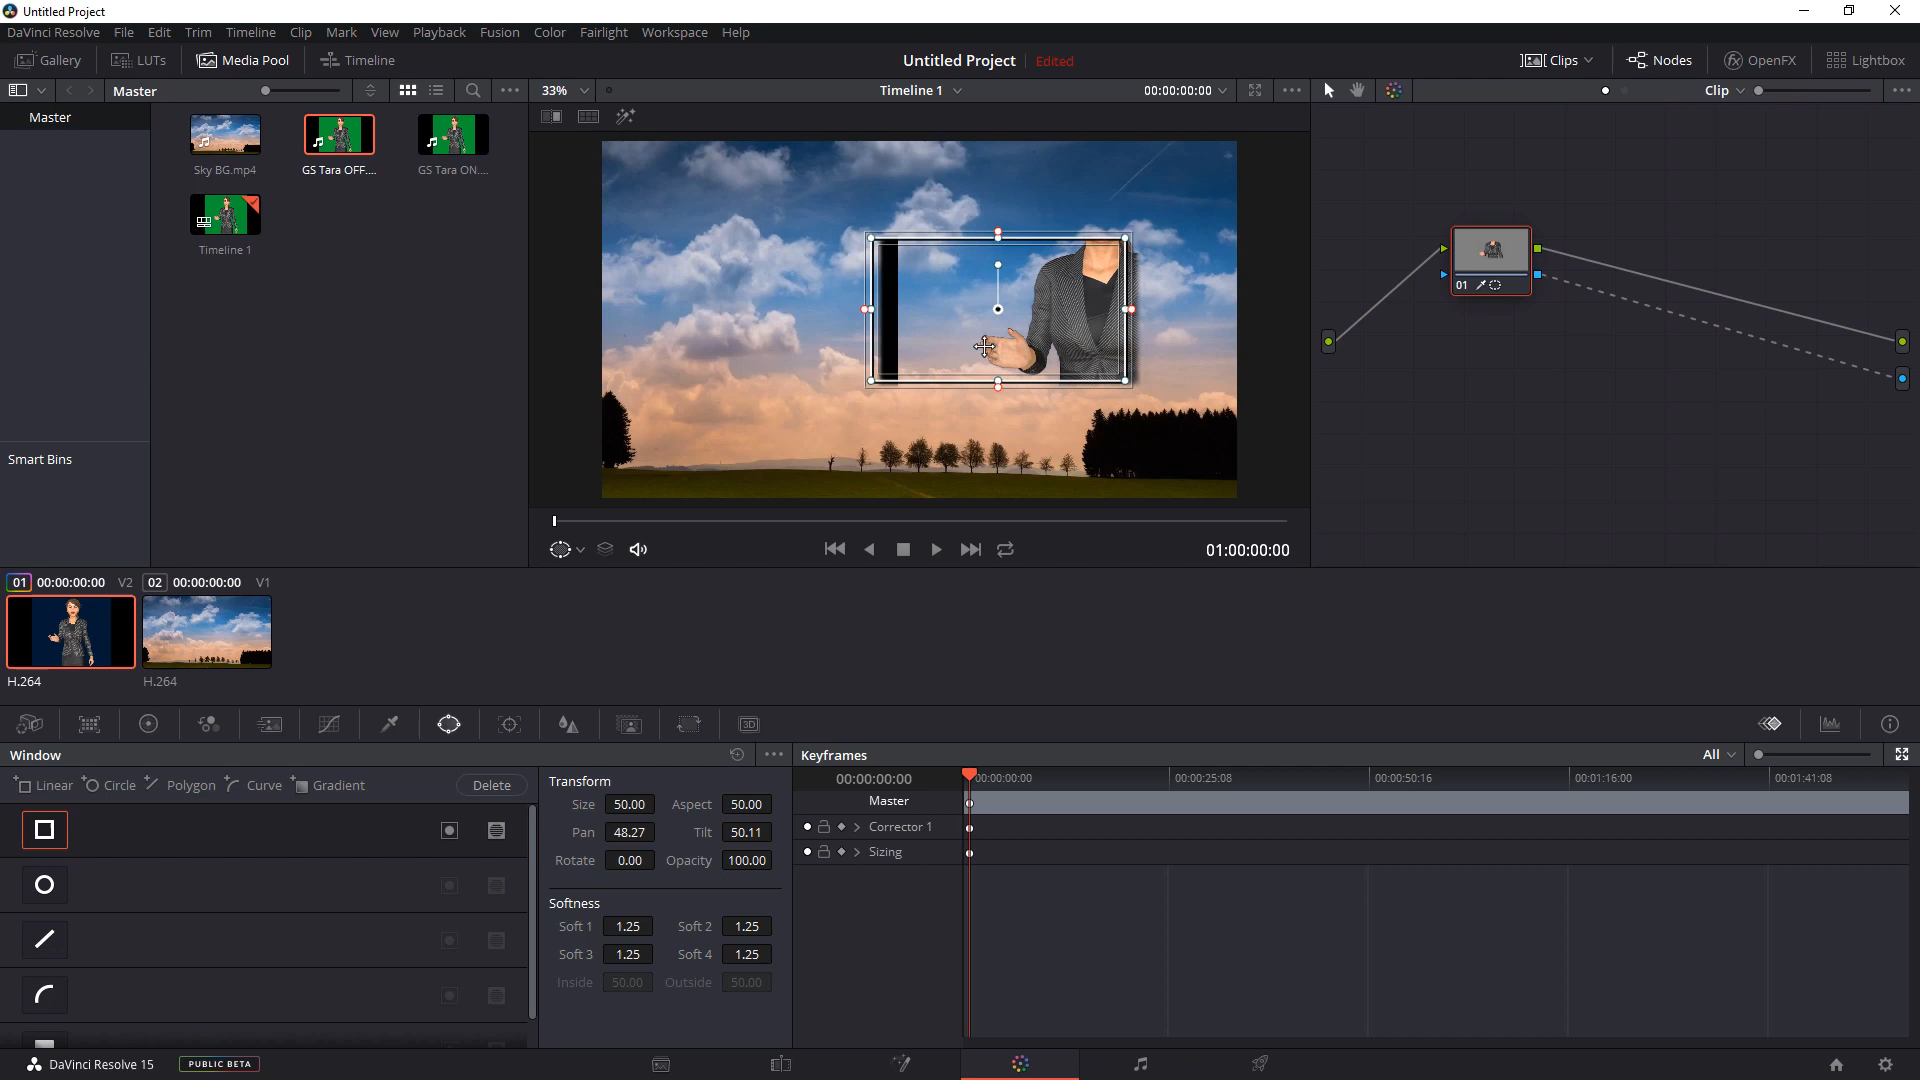 Untitled Project
DaVinci Resolve File Edit Trim Timeline Clip Mark View Playback Fusion Color Fairlight Workspace Help
Gallery LUTs Media Pool Timeline Untitled Project Edited Clips Nodes OpenFX Lightbox
Master 33% Timeline 1 00:00:00:00 Clip
Master
Sky BG.mp4 GS Tara OFF.... GS Tara ON....
Timeline 1
01
Smart Bins
01:00:00:00
01 00:00:00:00 V2 02 00:00:00:00 V1
H.264 H.264
3D
Window Keyframes All
Linear Circle Polygon Curve Gradient Delete
Transform
Size 50.00 Aspect 50.00
Pan 48.27 Tilt 50.11
Rotate 0.00 Opacity 100.00
Softness
Soft 1 1.25 Soft 2 1.25
Soft 3 1.25 Soft 4 1.25
Inside 50.00 Outside 50.00
00:00:00:00 00:00:00:00 00:00:25:08 00:00:50:16 00:01:16:00 00:01:41:08
Master
Corrector 1
Sizing
DaVinci Resolve 15 PUBLIC BETA